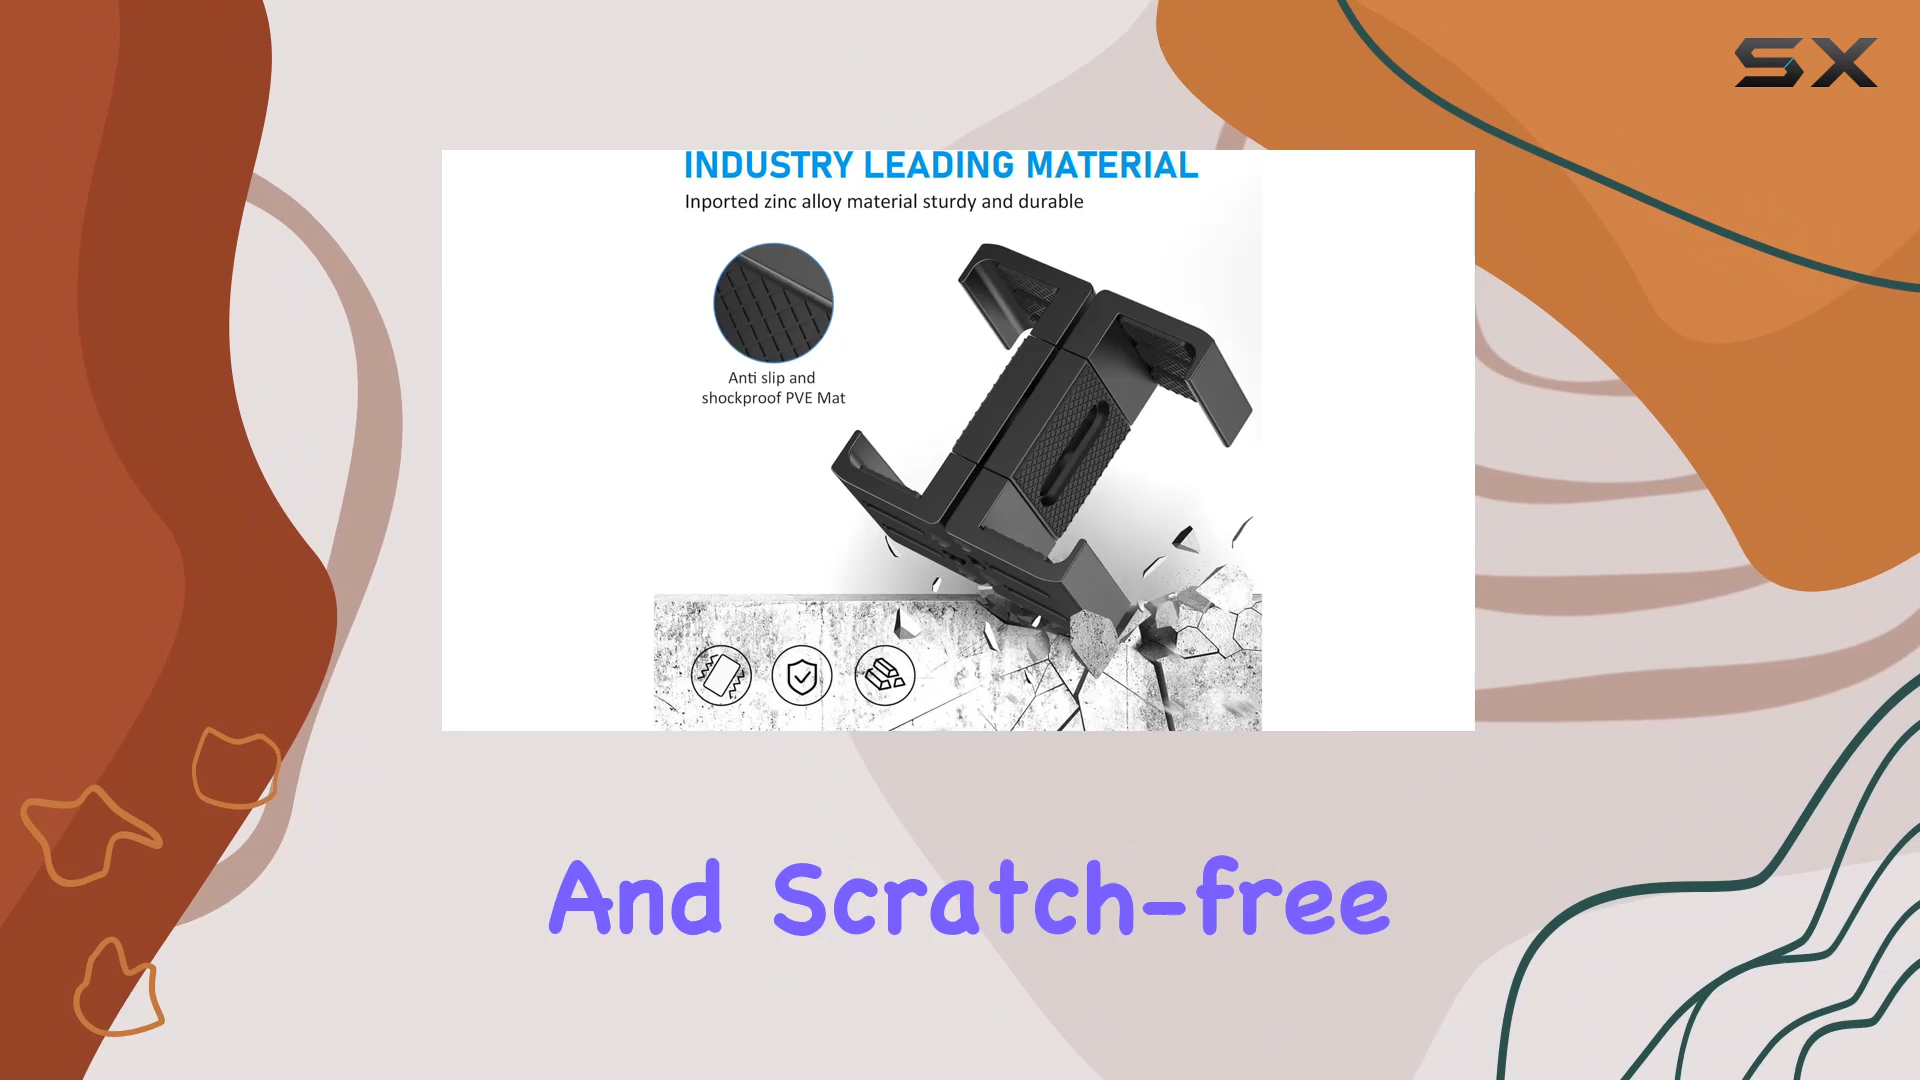 SX
INDUSTRY LEADING MATERIAL
Inported zinc alloy material sturdy and durable
Anti slip and
shockproof PVE Mat
And Scratch-free